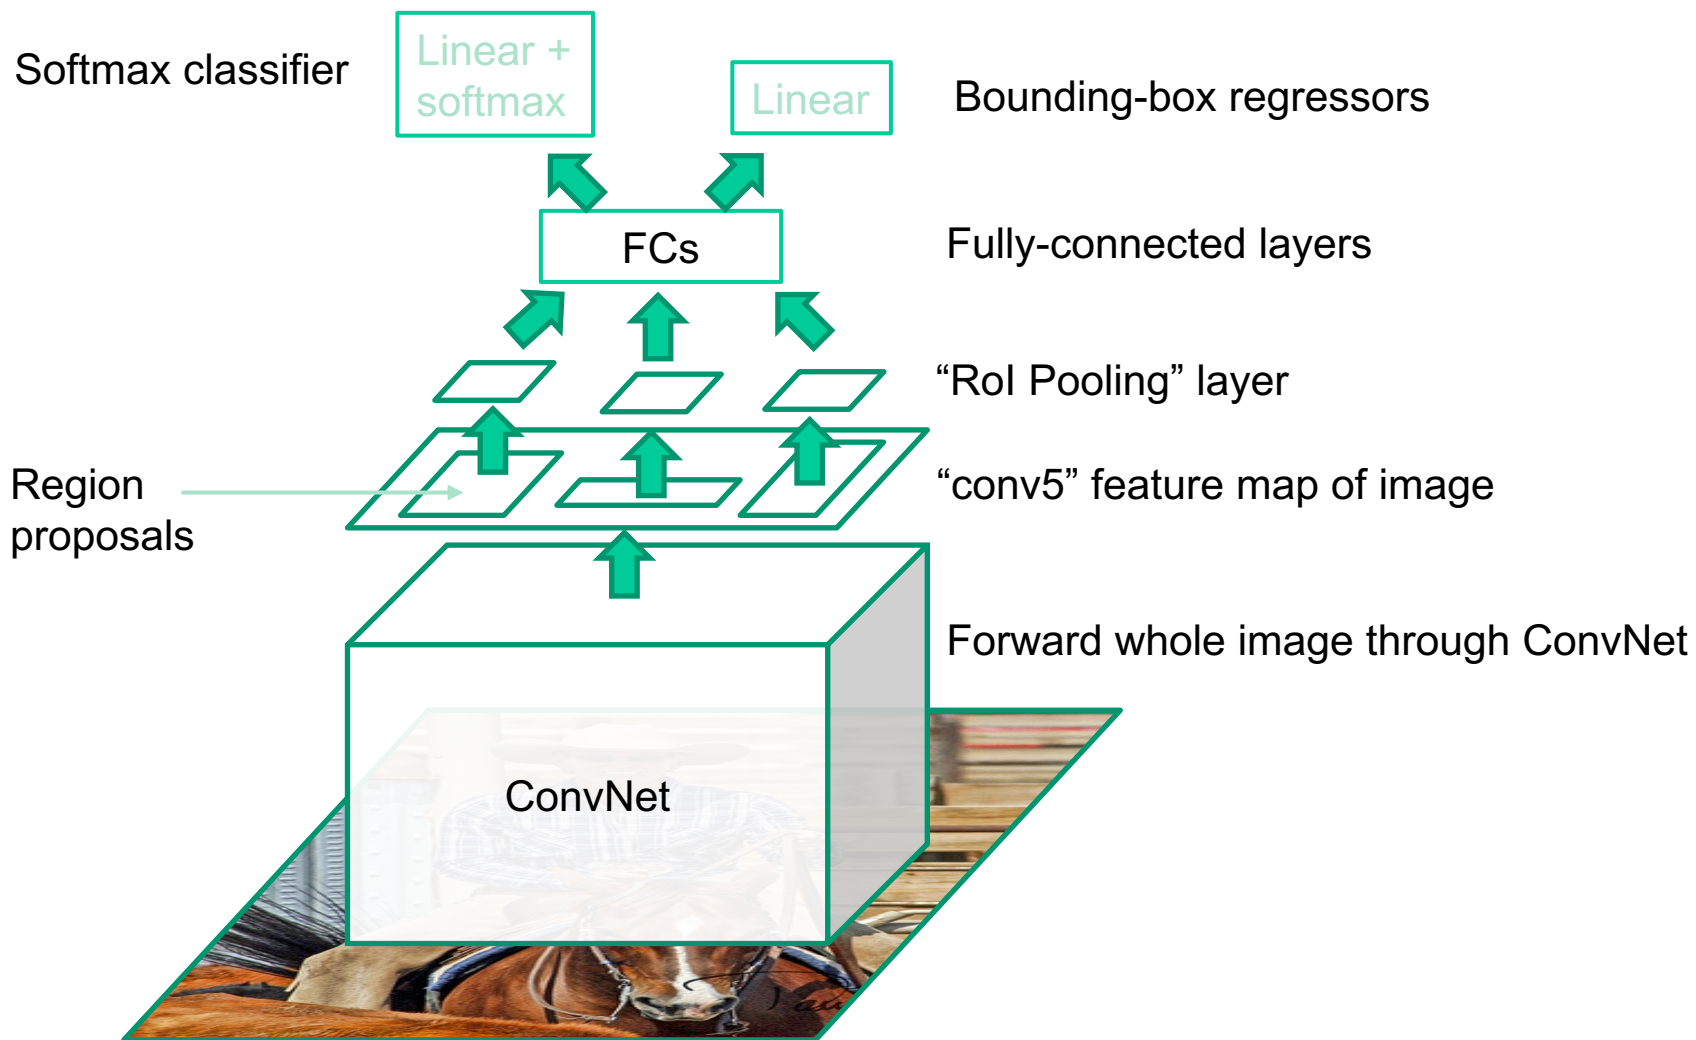 Softmax classifier
Linear +
softmax
Linear
Bounding-box regressors
FCs
Fully-connected layers
“RoI Pooling” layer
Region
proposals
“conv5” feature map of image
Forward whole image through ConvNet
ConvNet